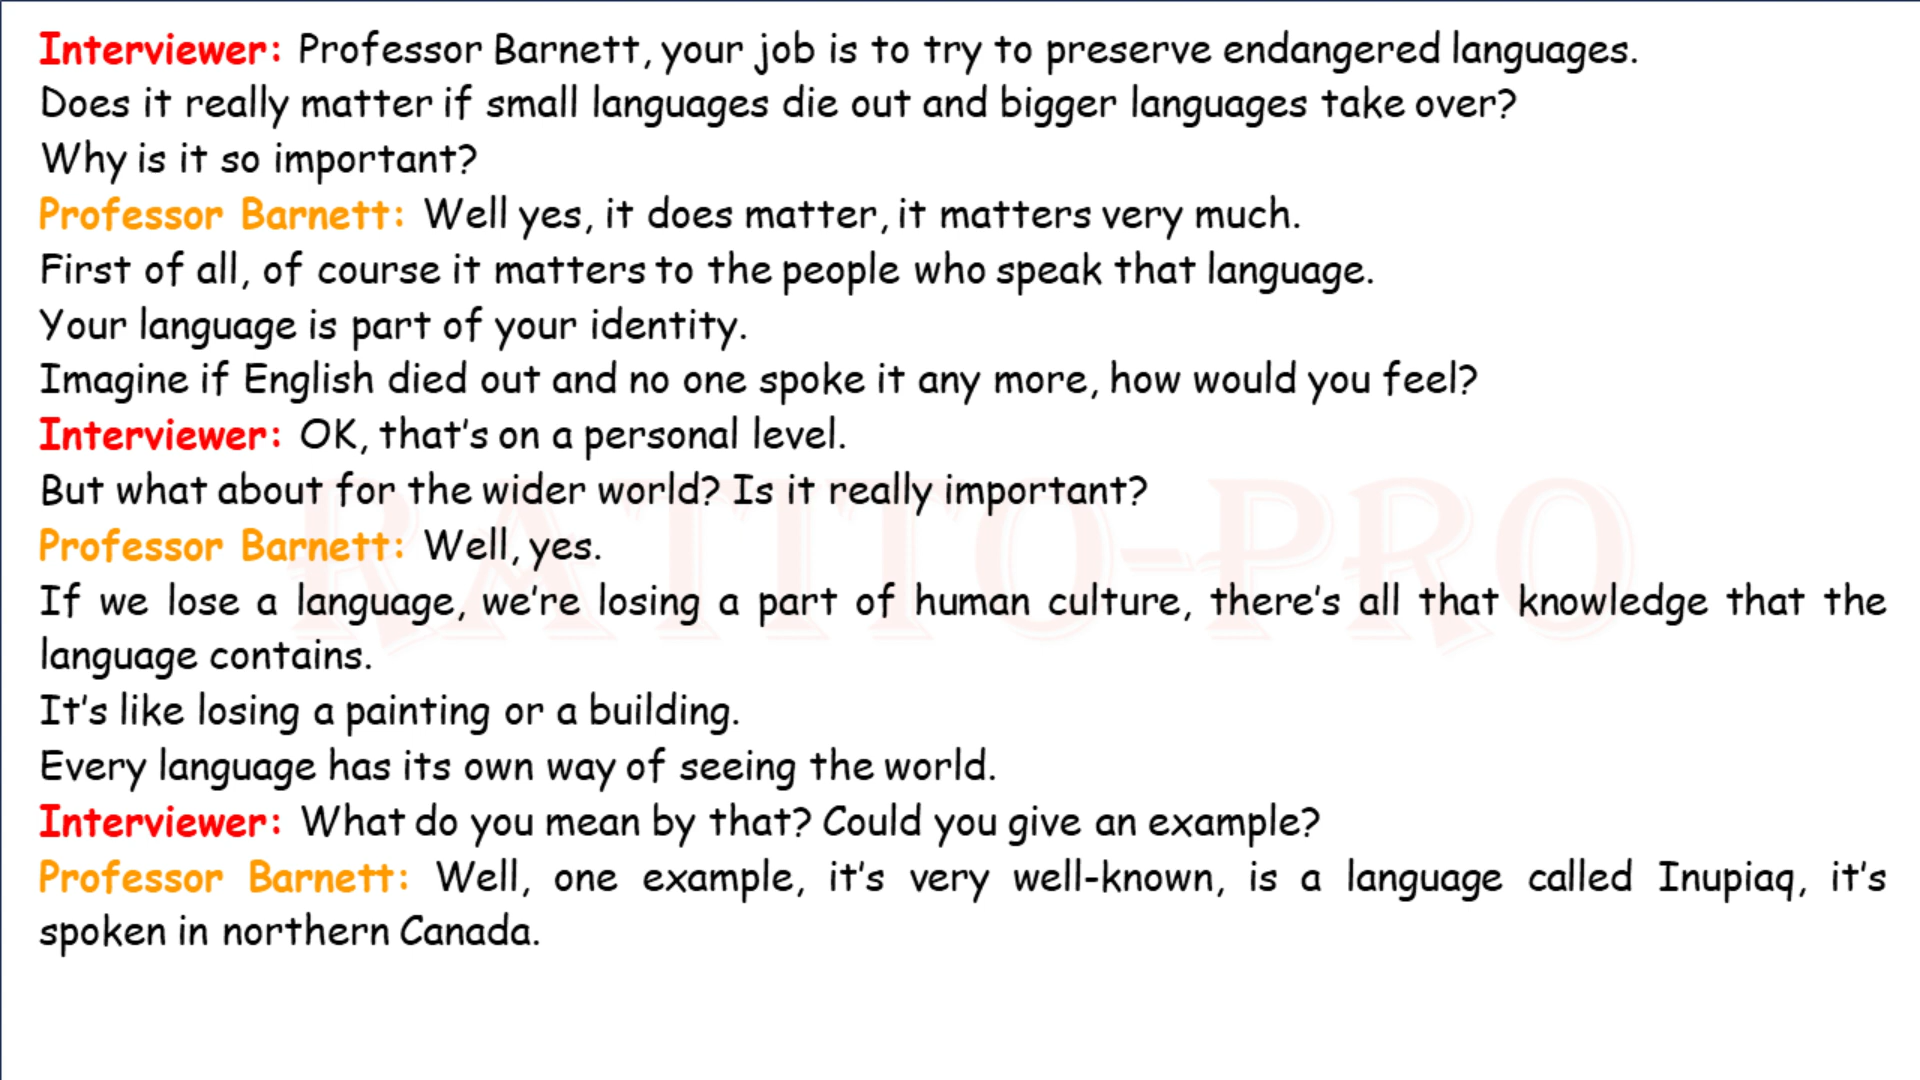 Interviewer: Professor Barnett, your job is to try to preserve endangered languages.
Does it really matter if small languages die out and bigger languages take over?
Why is it so important?
Professor Barnett: Well yes, it does matter, it matters very much.
First of all, of course it matters to the people who speak that language.
Your language is part of your identity.
Imagine if English died out and no one spoke it any more, how would you feel?
Interviewer: OK, that's on a personal level.
But what about for the wider world? Is it really important?
Professor Barnett: Well, yes.
If we lose a language, we're losing a part of human culture, there's all that knowledge that the
language contains.
It's like losing a painting or a building.
Every language has its own way of seeing the world.
Interviewer: What do you mean by that? Could you give an example?
Professor Barnett: Well, one example, it's very well-known, is a language called Inupiaq, it's
spoken in northern Canada.
RATITO-PRO